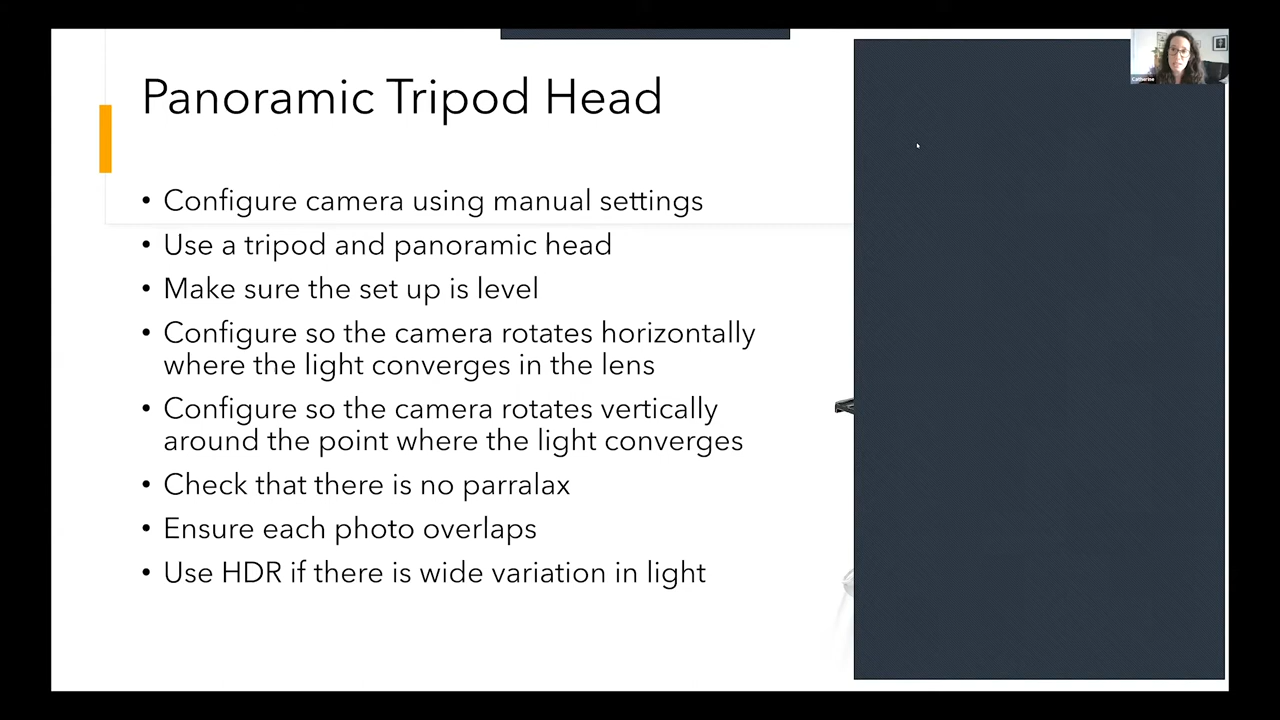 Panoramic Tripod Head
• Configure camera using manual settings
• Use a tripod and panoramic head
• Make sure the set up is level
• Configure so the camera rotates horizontally
where the light converges in the lens
• Configure so the camera rotates vertically
around the point where the light converges
• Check that there is no parralax
• Ensure each photo overlaps
• Use HDR if there is wide variation in light
Catherine